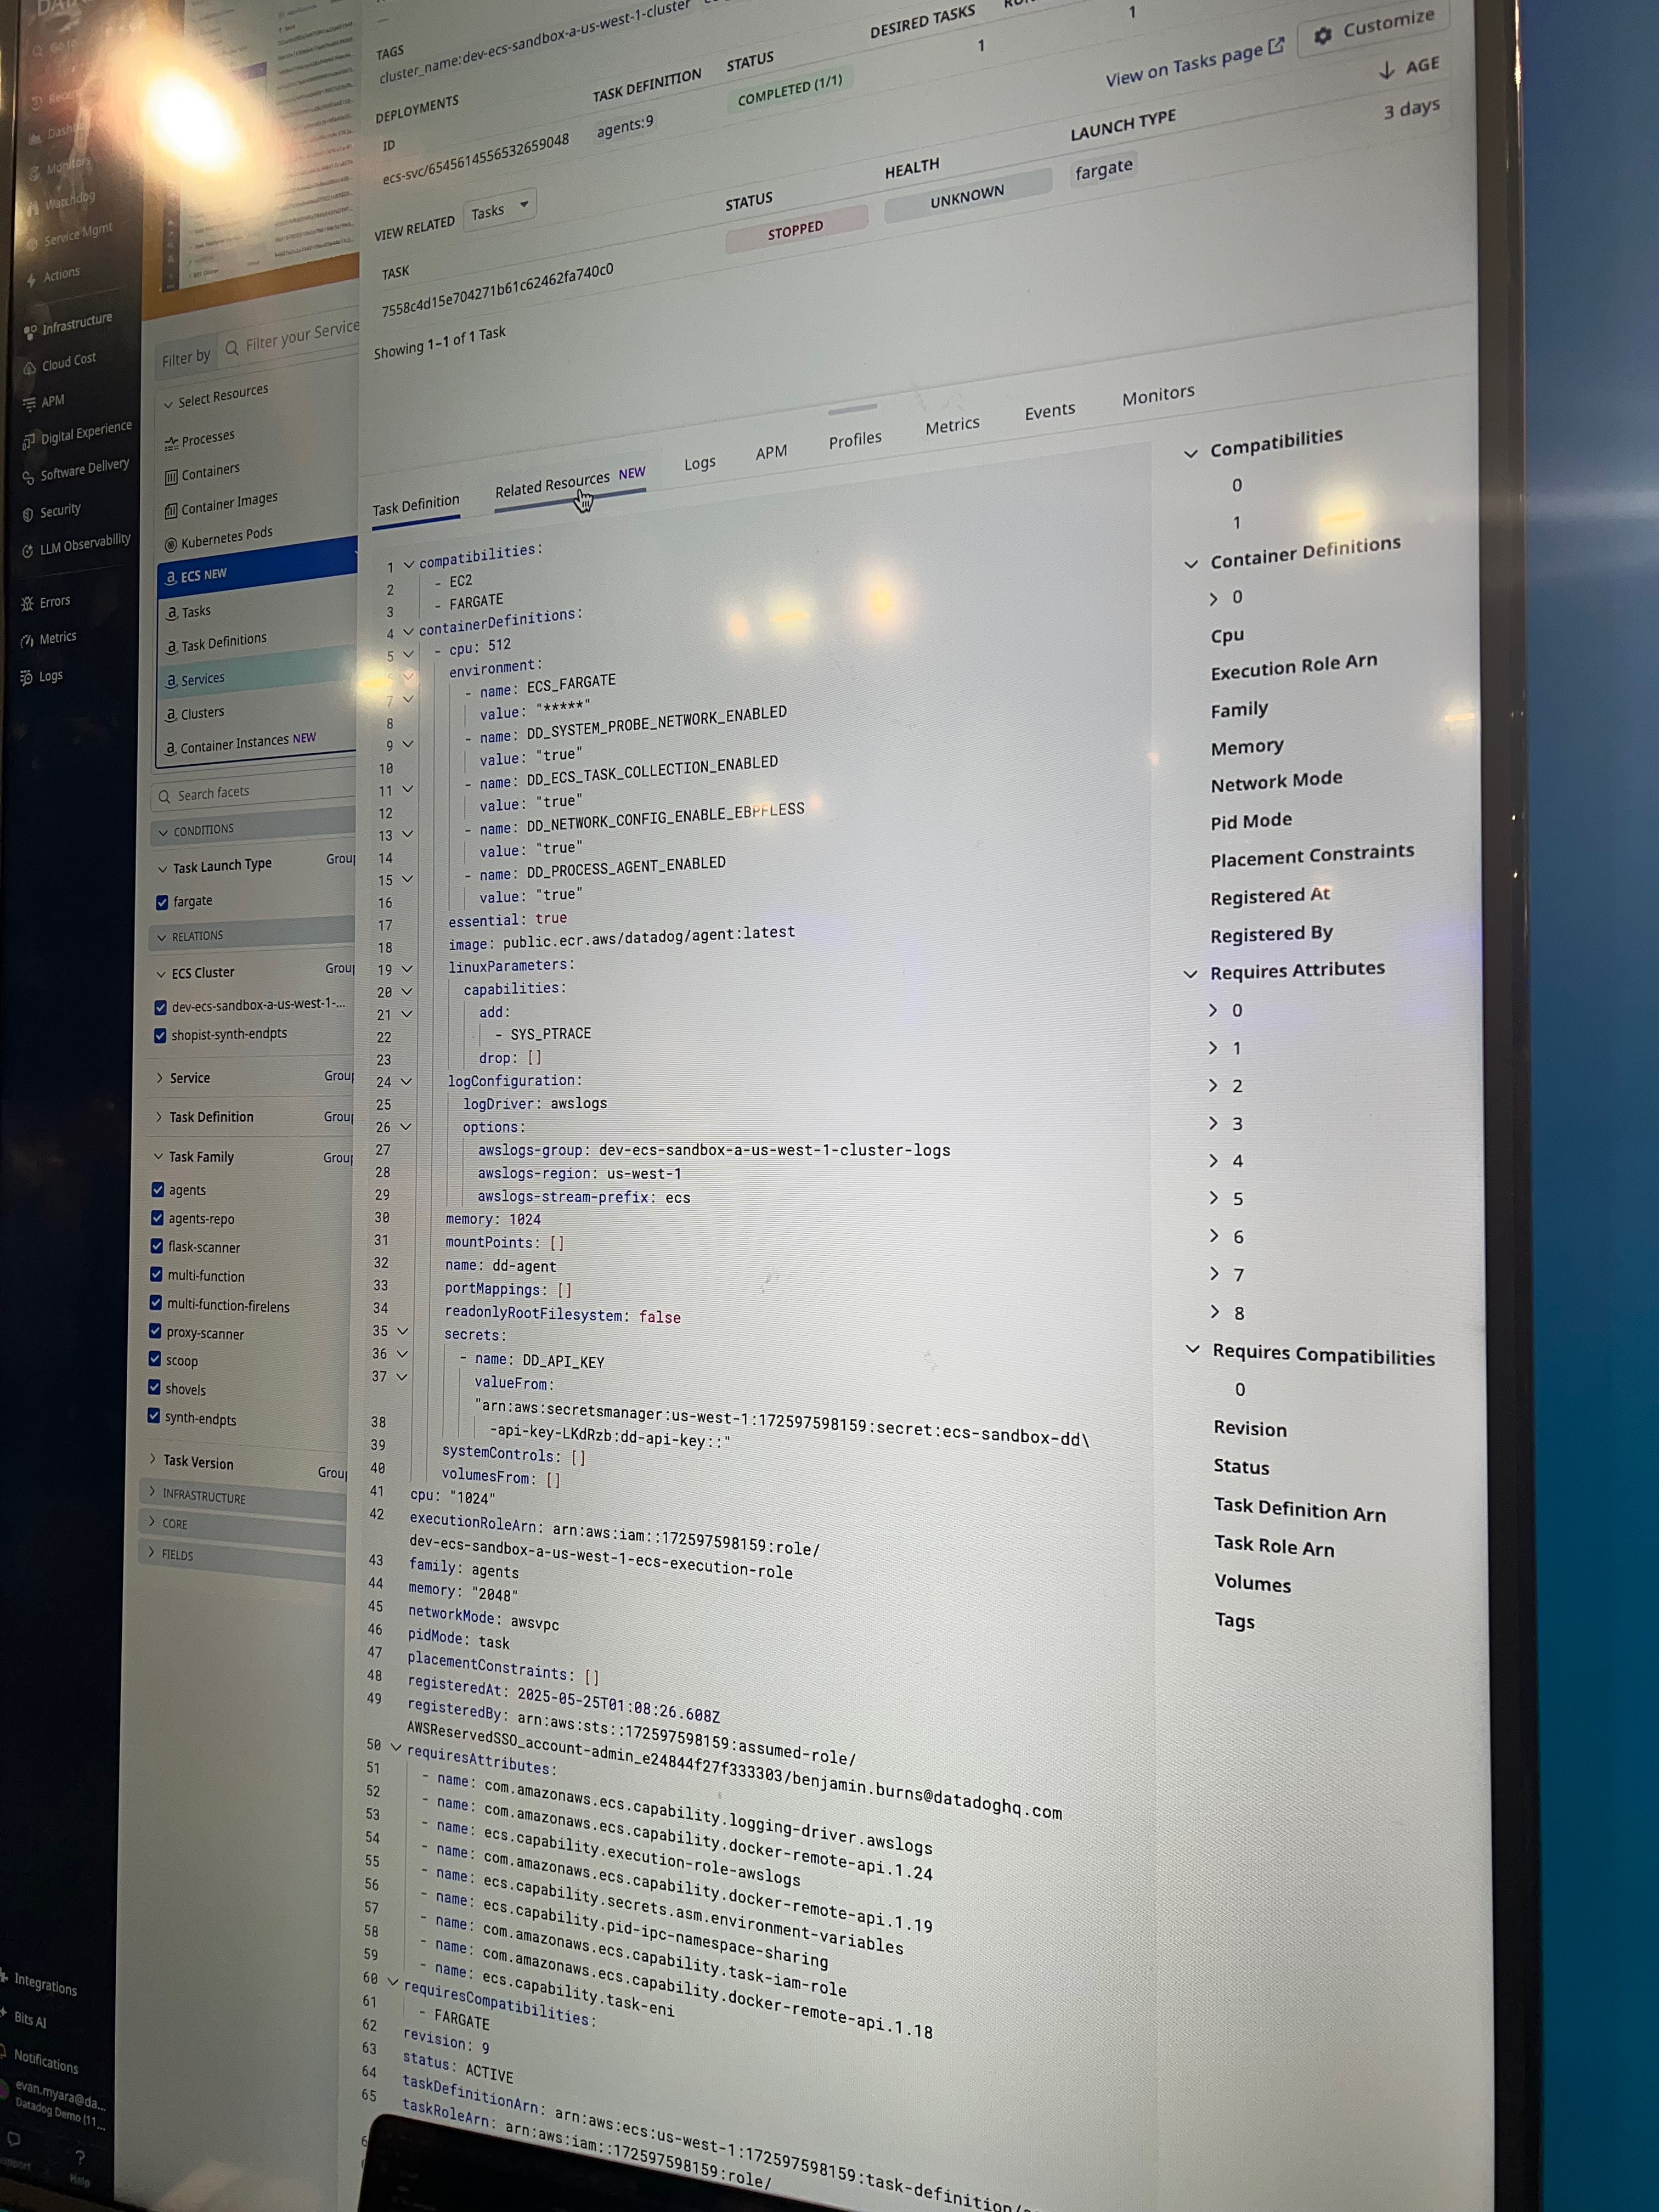 TAGS
cluster_name:dev-ecs-sandbox-a-us-west-1-cluster
DEPLOYMENTS
ID
TASK DEFINITION
STATUS
DESIRED TASKS
ecs-svc/6545614556532659048
agents:9
COMPLETED (1/1)
1
1
View on Tasks page
Customize
VIEW RELATED
Tasks
TASK
STATUS
HEALTH
LAUNCH TYPE
AGE
7558c4d15e704271b61c62462fa740c0
STOPPED
UNKNOWN
fargate
3 days
Showing 1–1 of 1 Task
Monitors
Watchdog
Service Mgmt
Actions
Infrastructure
Cloud Cost
APM
Digital Experience
Software Delivery
Security
LLM Observability
Errors
Metrics
Logs
Integrations
Bits AI
Notifications
evan.myara@da...
Datadog Demo (11...
Help
Filter by
Filter your Service
Select Resources
Processes
Containers
Container Images
Kubernetes Pods
ECS NEW
Tasks
Task Definitions
Services
Clusters
Container Instances NEW
Search facets
CONDITIONS
Task Launch Type
Grou
fargate
RELATIONS
ECS Cluster
Grou
dev-ecs-sandbox-a-us-west-1-...
shopist-synth-endpts
Service
Grou
Task Definition
Grou
Task Family
Grou
agents
agents-repo
flask-scanner
multi-function
multi-function-firelens
proxy-scanner
scoop
shovels
synth-endpts
Task Version
Grou
INFRASTRUCTURE
CORE
FIELDS
Task Definition
Related Resources NEW
Logs
APM
Profiles
Metrics
Events
Monitors
1 compatibilities:
2 - EC2
3 - FARGATE
4 containerDefinitions:
5 - cpu: 512
6 environment:
7 - name: ECS_FARGATE
8 value: "*****"
9 - name: DD_SYSTEM_PROBE_NETWORK_ENABLED
10 value: "true"
11 - name: DD_ECS_TASK_COLLECTION_ENABLED
12 value: "true"
13 - name: DD_NETWORK_CONFIG_ENABLE_EBPFLESS
14 value: "true"
15 - name: DD_PROCESS_AGENT_ENABLED
16 value: "true"
17 essential: true
18 image: public.ecr.aws/datadog/agent:latest
19 linuxParameters:
20 capabilities:
21 add:
22 - SYS_PTRACE
23 drop: []
24 logConfiguration:
25 logDriver: awslogs
26 options:
27 awslogs-group: dev-ecs-sandbox-a-us-west-1-cluster-logs
28 awslogs-region: us-west-1
29 awslogs-stream-prefix: ecs
30 memory: 1024
31 mountPoints: []
32 name: dd-agent
33 portMappings: []
34 readonlyRootFilesystem: false
35 secrets:
36 - name: DD_API_KEY
37 valueFrom:
"arn:aws:secretsmanager:us-west-1:172597598159:secret:ecs-sandbox-dd\
38 -api-key-LKdRzb:dd-api-key::"
39 systemControls: []
40 volumesFrom: []
41 cpu: "1024"
42 executionRoleArn: arn:aws:iam::172597598159:role/
dev-ecs-sandbox-a-us-west-1-ecs-execution-role
43 family: agents
44 memory: "2048"
45 networkMode: awsvpc
46 pidMode: task
47 placementConstraints: []
48 registeredAt: 2025-05-25T01:08:26.608Z
49 registeredBy: arn:aws:sts::172597598159:assumed-role/
AWSReservedSSO_account-admin_e24844f27f333303/benjamin.burns@datadoghq.com
50 requiresAttributes:
51 - name: com.amazonaws.ecs.capability.logging-driver.awslogs
52 - name: com.amazonaws.ecs.capability.docker-remote-api.1.24
53 - name: ecs.capability.execution-role-awslogs
54 - name: com.amazonaws.ecs.capability.docker-remote-api.1.19
55 - name: ecs.capability.secrets.asm.environment-variables
56 - name: ecs.capability.pid-ipc-namespace-sharing
57 - name: com.amazonaws.ecs.capability.task-iam-role
58 - name: com.amazonaws.ecs.capability.docker-remote-api.1.18
59 - name: ecs.capability.task-eni
60 requiresCompatibilities:
61 - FARGATE
62 revision: 9
63 status: ACTIVE
64 taskDefinitionArn: arn:aws:ecs:us-west-1:172597598159:task-definition/
65 taskRoleArn: arn:aws:iam::172597598159:role/
Compatibilities
0
1
Container Definitions
0
Cpu
Execution Role Arn
Family
Memory
Network Mode
Pid Mode
Placement Constraints
Registered At
Registered By
Requires Attributes
0
1
2
3
4
5
6
7
8
Requires Compatibilities
0
Revision
Status
Task Definition Arn
Task Role Arn
Volumes
Tags